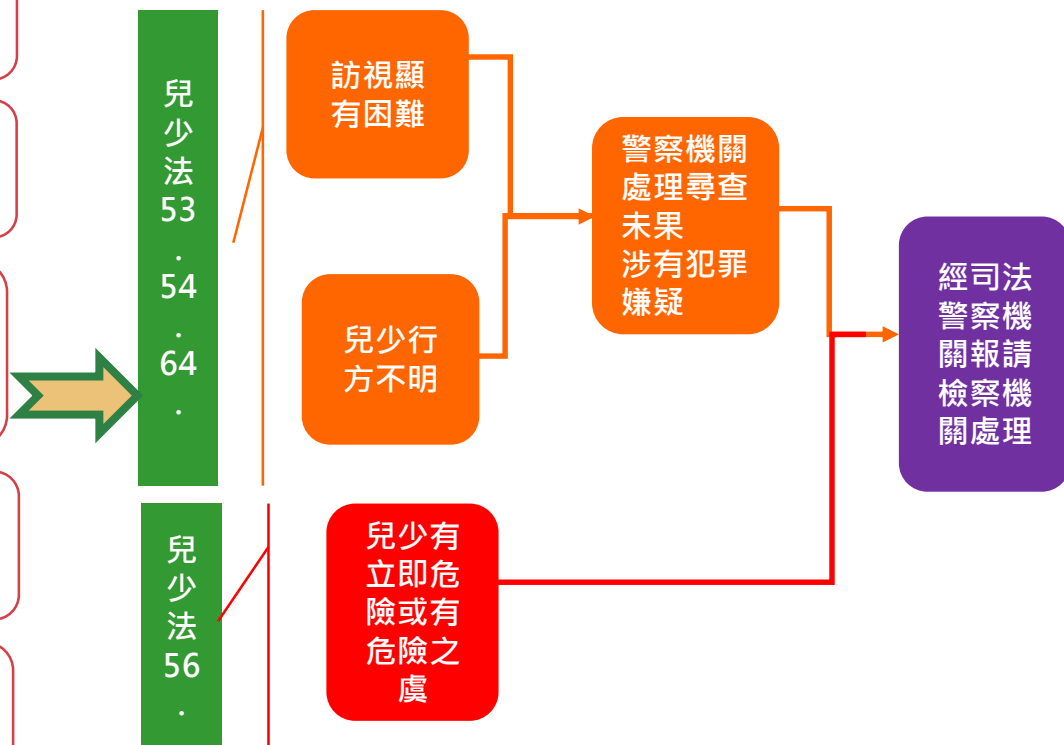 兒
少
法
53
.
54
.
64
.
訪視顯
有困難
兒少行
方不明
警察機關
處理尋查
未果
涉有犯罪
嫌疑
經司法
警察機
關報請
檢察機
關處理
兒
少
法
56
.
兒少有
立即危
險或有
危險之
虞